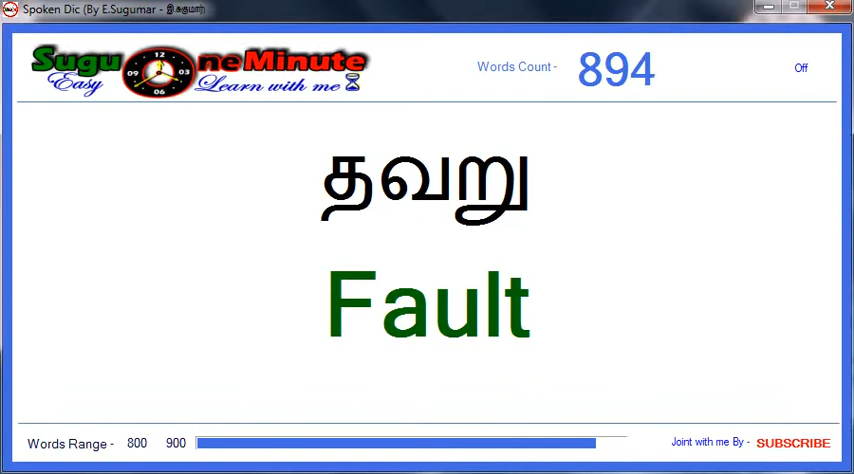 Spoken Dic (By E.Sugumar - இ.சுகுமார்)
Sugu One Minute
12
09 03
06
Easy Learn with me
Words Count - 894 Off
தவறு
Fault
Words Range - 800 900 Joint with me By - SUBSCRIBE